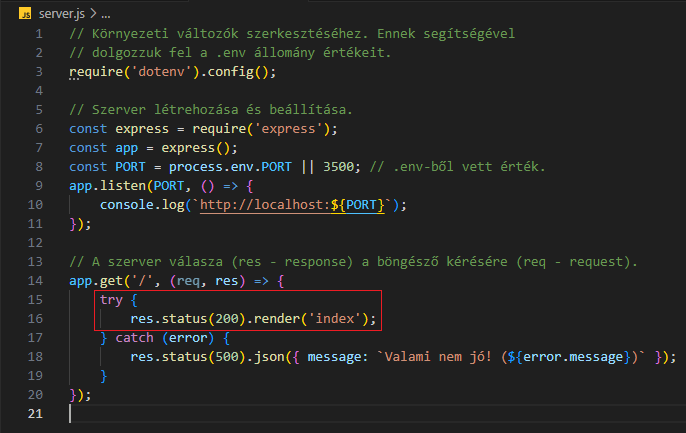 JS server.js > ...
1 // Környezeti változók szerkesztéséhez. Ennek segítségével
2 // dolgozzuk fel a .env állomány értékeit.
3 require('dotenv').config();
4
5 // Szerver létrehozása és beállítása.
6 const express = require('express');
7 const app = express();
8 const PORT = process.env.PORT || 3500; // .env-ből vett érték.
9 app.listen(PORT, () => {
10 console.log(`http://localhost:${PORT}`);
11 });
12
13 // A szerver válasza (res - response) a böngésző kérésére (req - request).
14 app.get('/', (req, res) => {
15 try {
16 res.status(200).render('index');
17 } catch (error) {
18 res.status(500).json({ message: `Valami nem jó! (${error.message})` });
19 }
20 });
21